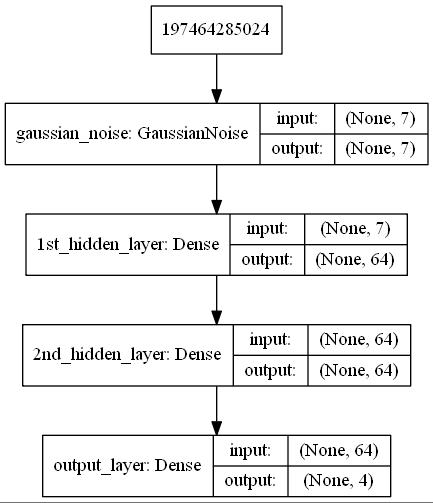 197464285024
gaussian_noise: GaussianNoise
input: (None, 7)
output: (None, 7)
1st_hidden_layer: Dense
input: (None, 7)
output: (None, 64)
2nd_hidden_layer: Dense
input: (None, 64)
output: (None, 64)
output_layer: Dense
input: (None, 64)
output: (None, 4)